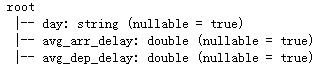 root
 |-- day: string (nullable = true)
 |-- avg_arr_delay: double (nullable = true)
 |-- avg_dep_delay: double (nullable = true)